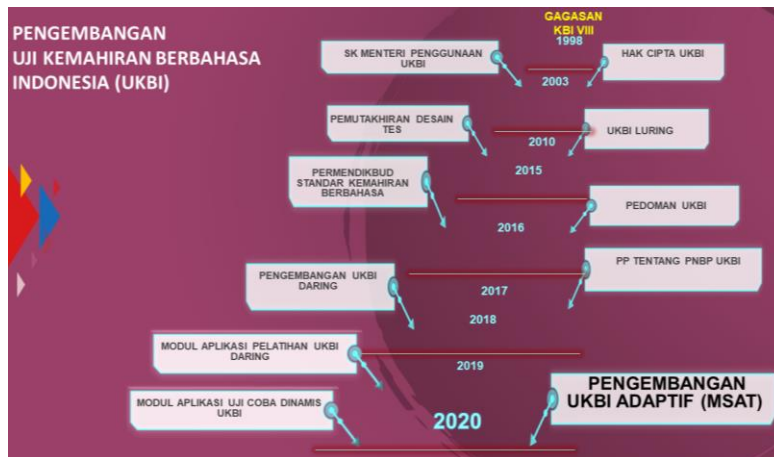 PENGEMBANGAN
UJI KEMAHIRAN BERBAHASA
INDONESIA (UKBI)
GAGASAN
KBI VIII
1998
SK MENTERI PENGGUNAAN
UKBI
HAK CIPTA UKBI
2003
PEMUTAKHIRAN DESAIN
TES
UKBI LURING
2010
2015
PERMENDIKBUD
STANDAR KEMAHIRAN
BERBAHASA
PEDOMAN UKBI
2016
PENGEMBANGAN UKBI
DARING
PP TENTANG PNBP UKBI
2017
2018
MODUL APLIKASI PELATIHAN UKBI
DARING
2019
MODUL APLIKASI UJI COBA DINAMIS
UKBI
PENGEMBANGAN
UKBI ADAPTIF (MSAT)
2020